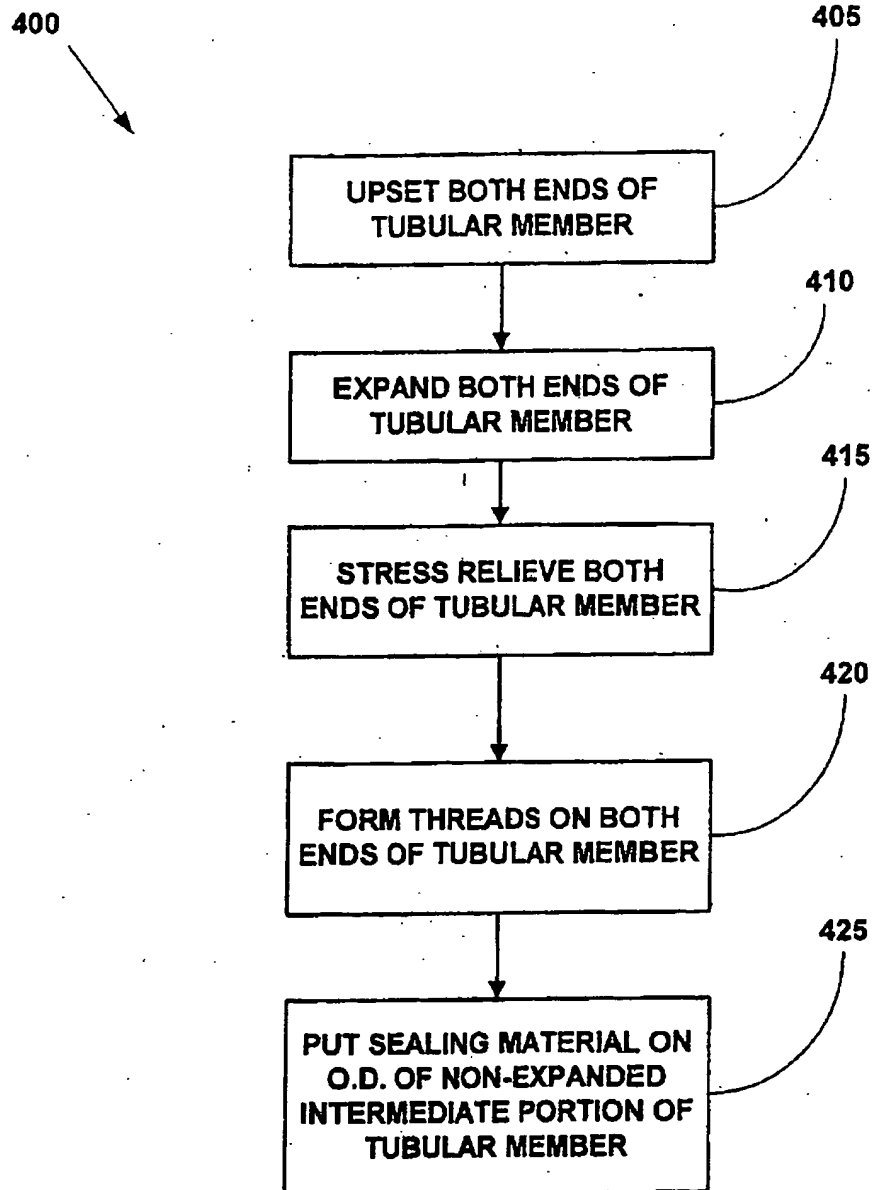 400
405
UPSET BOTH ENDS OF
TUBULAR MEMBER
410
EXPAND BOTH ENDS OF
TUBULAR MEMBER
415
STRESS RELIEVE BOTH
ENDS OF TUBULAR MEMBER
420
FORM THREADS ON BOTH
ENDS OF TUBULAR MEMBER
425
PUT SEALING MATERIAL ON
O.D. OF NON-EXPANDED
INTERMEDIATE PORTION OF
TUBULAR MEMBER